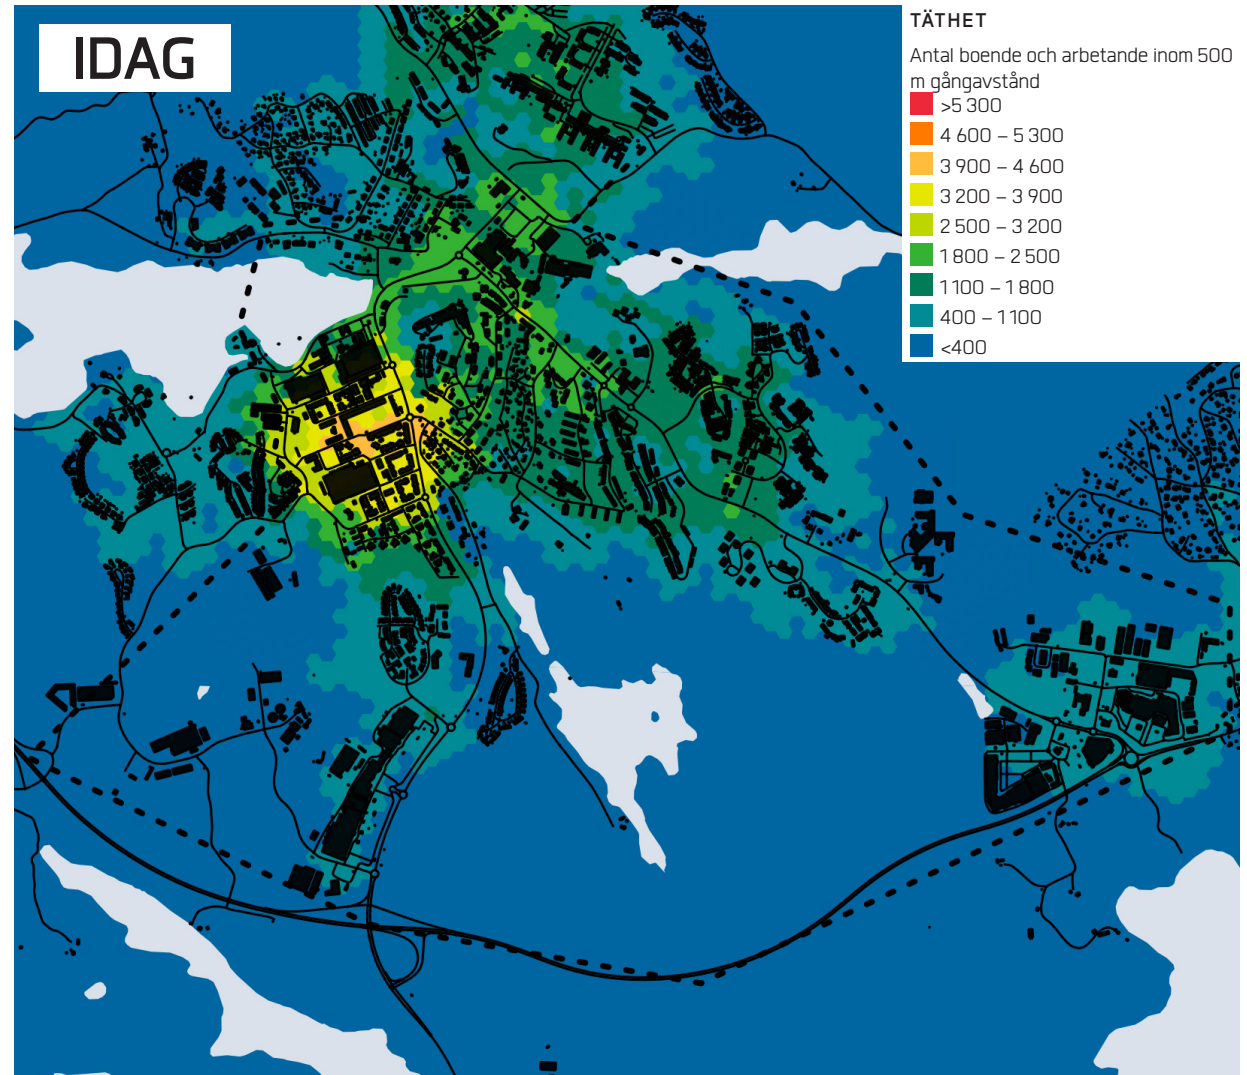 IDAG
TÄTHET
Antal boende och arbetande inom 500
m gångavstånd
>5 300
4 600 – 5 300
3 900 – 4 600
3 200 – 3 900
2 500 – 3 200
1 800 – 2 500
1 100 – 1 800
400 – 1 100
<400